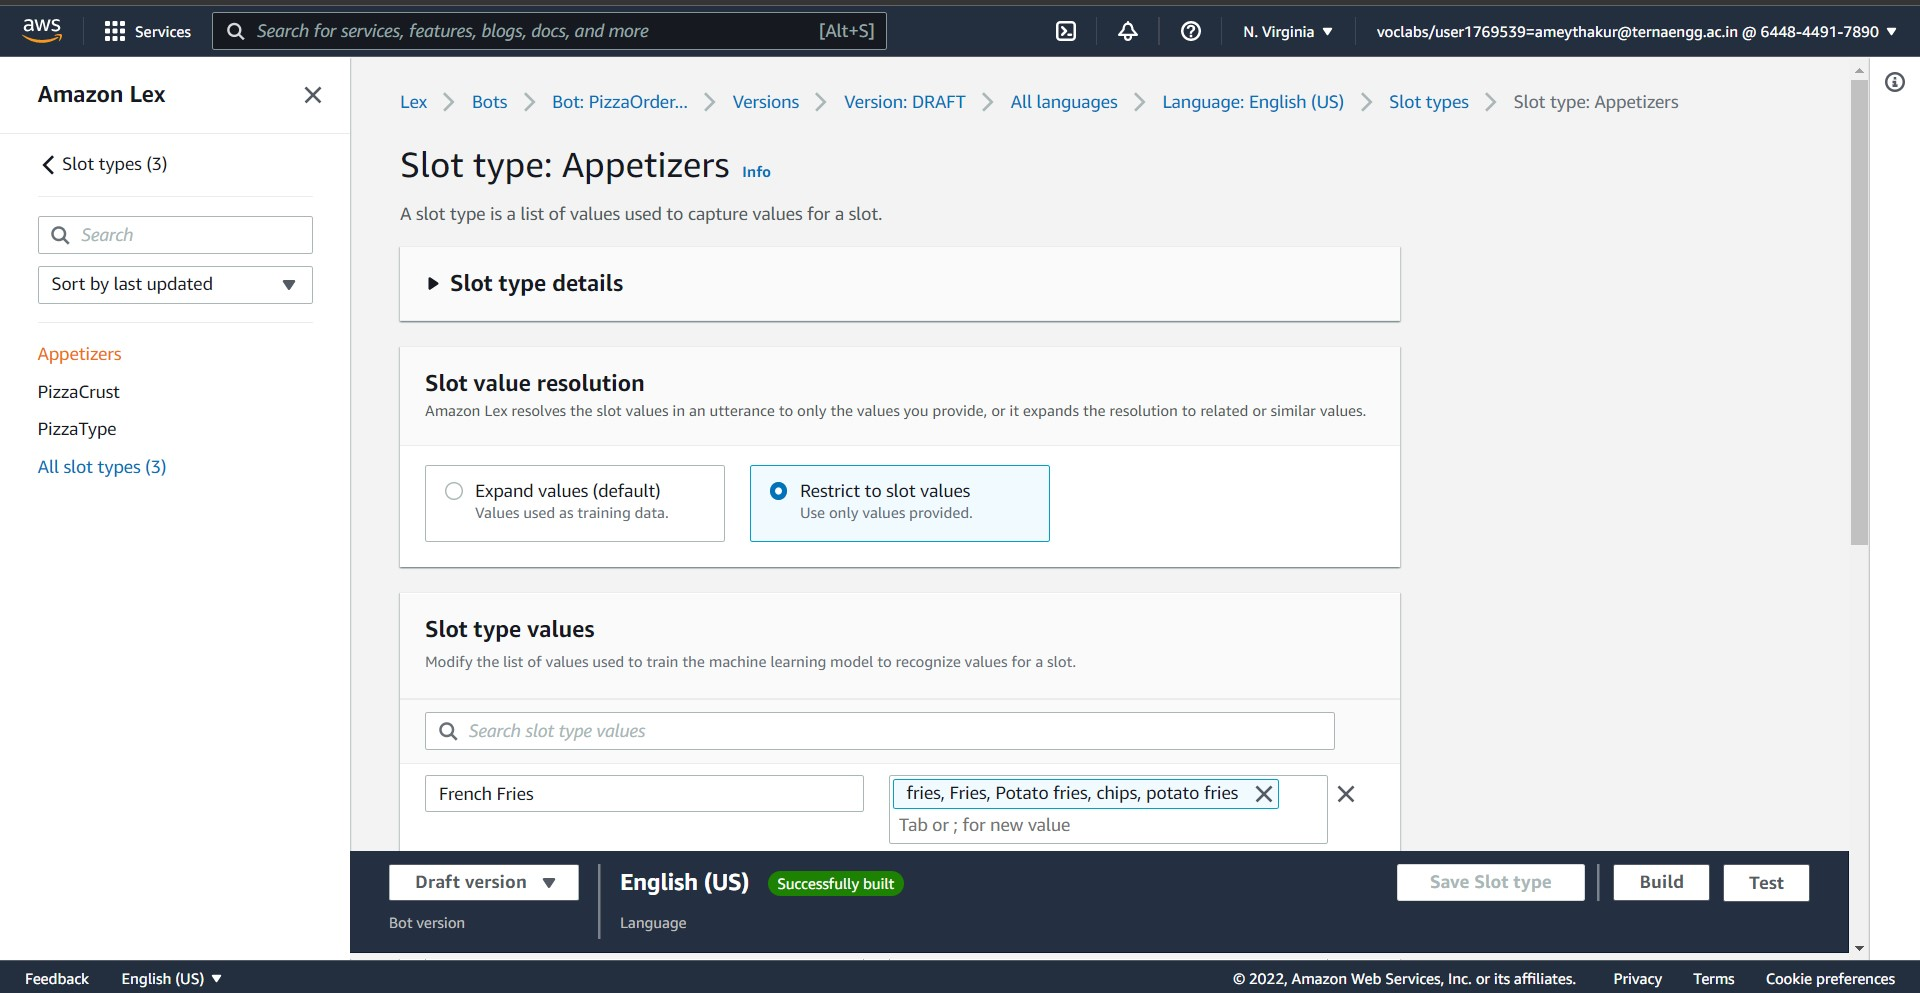 aws
Services
Search for services, features, blogs, docs, and more
[Alt+S]
N. Virginia
voclabs/user1769539=ameythakur@ternaengg.ac.in @ 6448-4491-7890
Amazon Lex
Slot types (3)
Search
Sort by last updated
Appetizers
PizzaCrust
PizzaType
All slot types (3)
Lex
Bots
Bot: PizzaOrder...
Versions
Version: DRAFT
All languages
Language: English (US)
Slot types
Slot type: Appetizers
Slot type: Appetizers Info
A slot type is a list of values used to capture values for a slot.
Slot type details
Slot value resolution
Amazon Lex resolves the slot values in an utterance to only the values you provide, or it expands the resolution to related or similar values.
Expand values (default)
Values used as training data.
Restrict to slot values
Use only values provided.
Slot type values
Modify the list of values used to train the machine learning model to recognize values for a slot.
Search slot type values
French Fries
fries, Fries, Potato fries, chips, potato fries
Tab or ; for new value
Draft version
Bot version
English (US)
Successfully built
Language
Save Slot type
Build
Test
Feedback
English (US)
© 2022, Amazon Web Services, Inc. or its affiliates.
Privacy
Terms
Cookie preferences